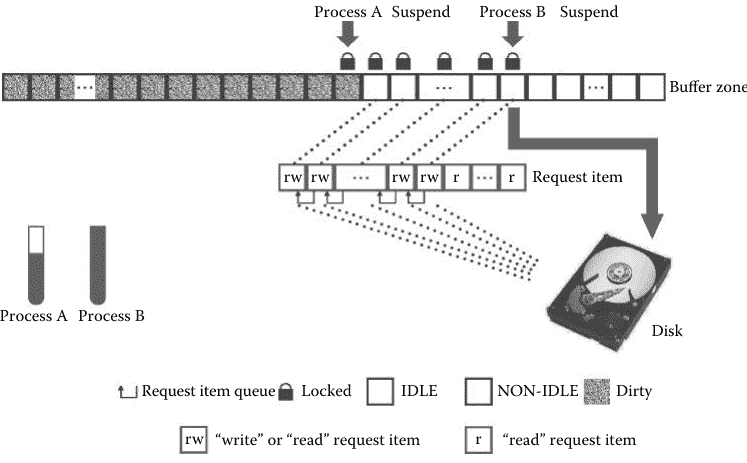 Process A Suspend Process B Suspend
... ... ... Buffer zone
rw rw ... rw rw r ... r Request item
Process A Process B
Disk
Request item queue Locked IDLE NON-IDLE Dirty
rw “write” or “read” request item r “read” request item